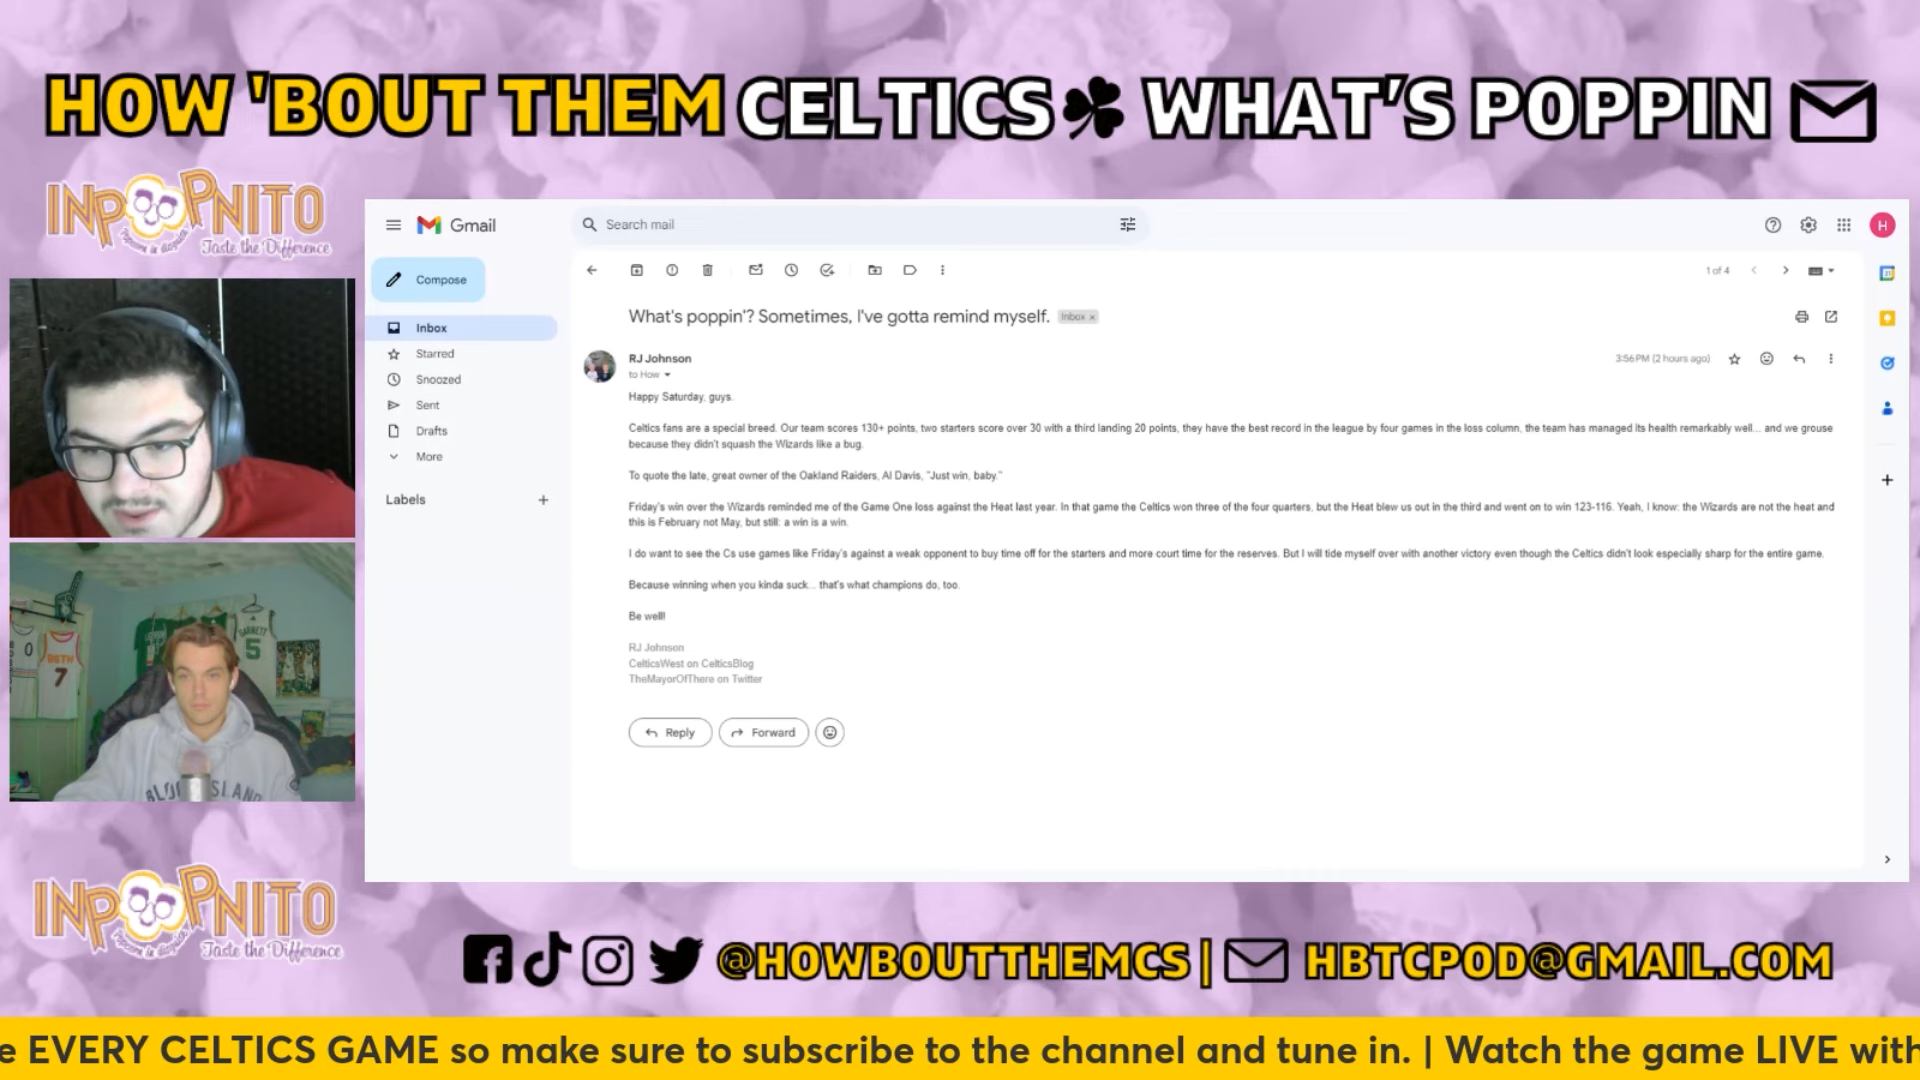 HOW 'BOUT THEM CELTICS WHAT'S POPPIN
INPOPNITO
Popcorn in disguise
Taste the Difference
Gmail
Search mail
H
Compose
1 of 4
Inbox
Starred
Snoozed
Sent
Drafts
More
Labels
What's poppin'? Sometimes, I've gotta remind myself. Inbox x
RJ Johnson
3:56 PM (2 hours ago)
to How
Happy Saturday, guys.
Celtics fans are a special breed. Our team scores 130+ points, two starters score over 30 with a third landing 20 points, they have the best record in the league by four games in the loss column, the team has managed its health remarkably well... and we grouse
because they didn't squash the Wizards like a bug.
To quote the late, great owner of the Oakland Raiders, Al Davis, "Just win, baby."
Friday's win over the Wizards reminded me of the Game One loss against the Heat last year. In that game the Celtics won three of the four quarters, but the Heat blew us out in the third and went on to win 123-116. Yeah, I know: the Wizards are not the heat and
this is February not May, but still: a win is a win.
I do want to see the Cs use games like Friday's against a weak opponent to buy time off for the starters and more court time for the reserves. But I will tide myself over with another victory even though the Celtics didn't look especially sharp for the entire game.
Because winning when you kinda suck... that's what champions do, too.
Be well!
RJ Johnson
CelticsWest on CelticsBlog
TheMayorOfThere on Twitter
Reply
Forward
0
7
GARNETT
5
BLOCK ISLAND
INPOPNITO
Taste the Difference
@HOWBOUTTHEMCS | HBTCPOD@GMAIL.COM
e EVERY CELTICS GAME so make sure to subscribe to the channel and tune in. | Watch the game LIVE with